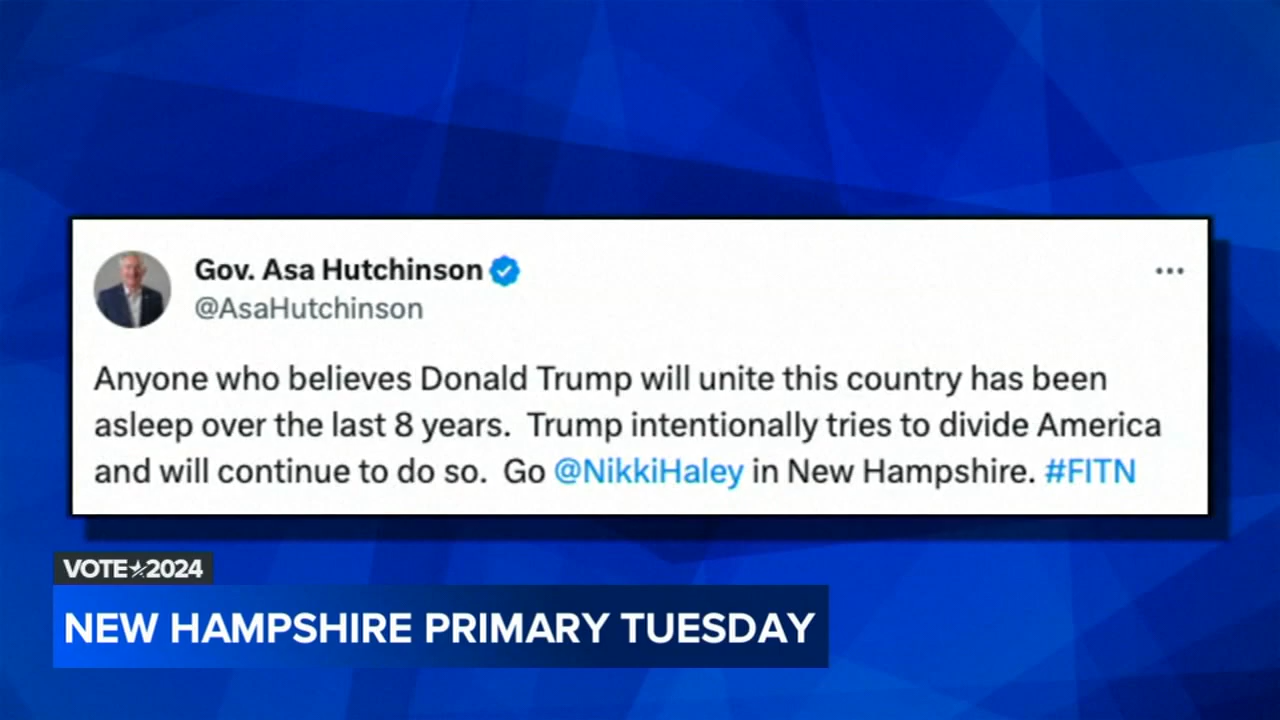 Gov. Asa Hutchinson
@AsaHutchinson
Anyone who believes Donald Trump will unite this country has been
asleep over the last 8 years.  Trump intentionally tries to divide America
and will continue to do so.  Go @NikkiHaley in New Hampshire. #FITN
VOTE★2024
NEW HAMPSHIRE PRIMARY TUESDAY